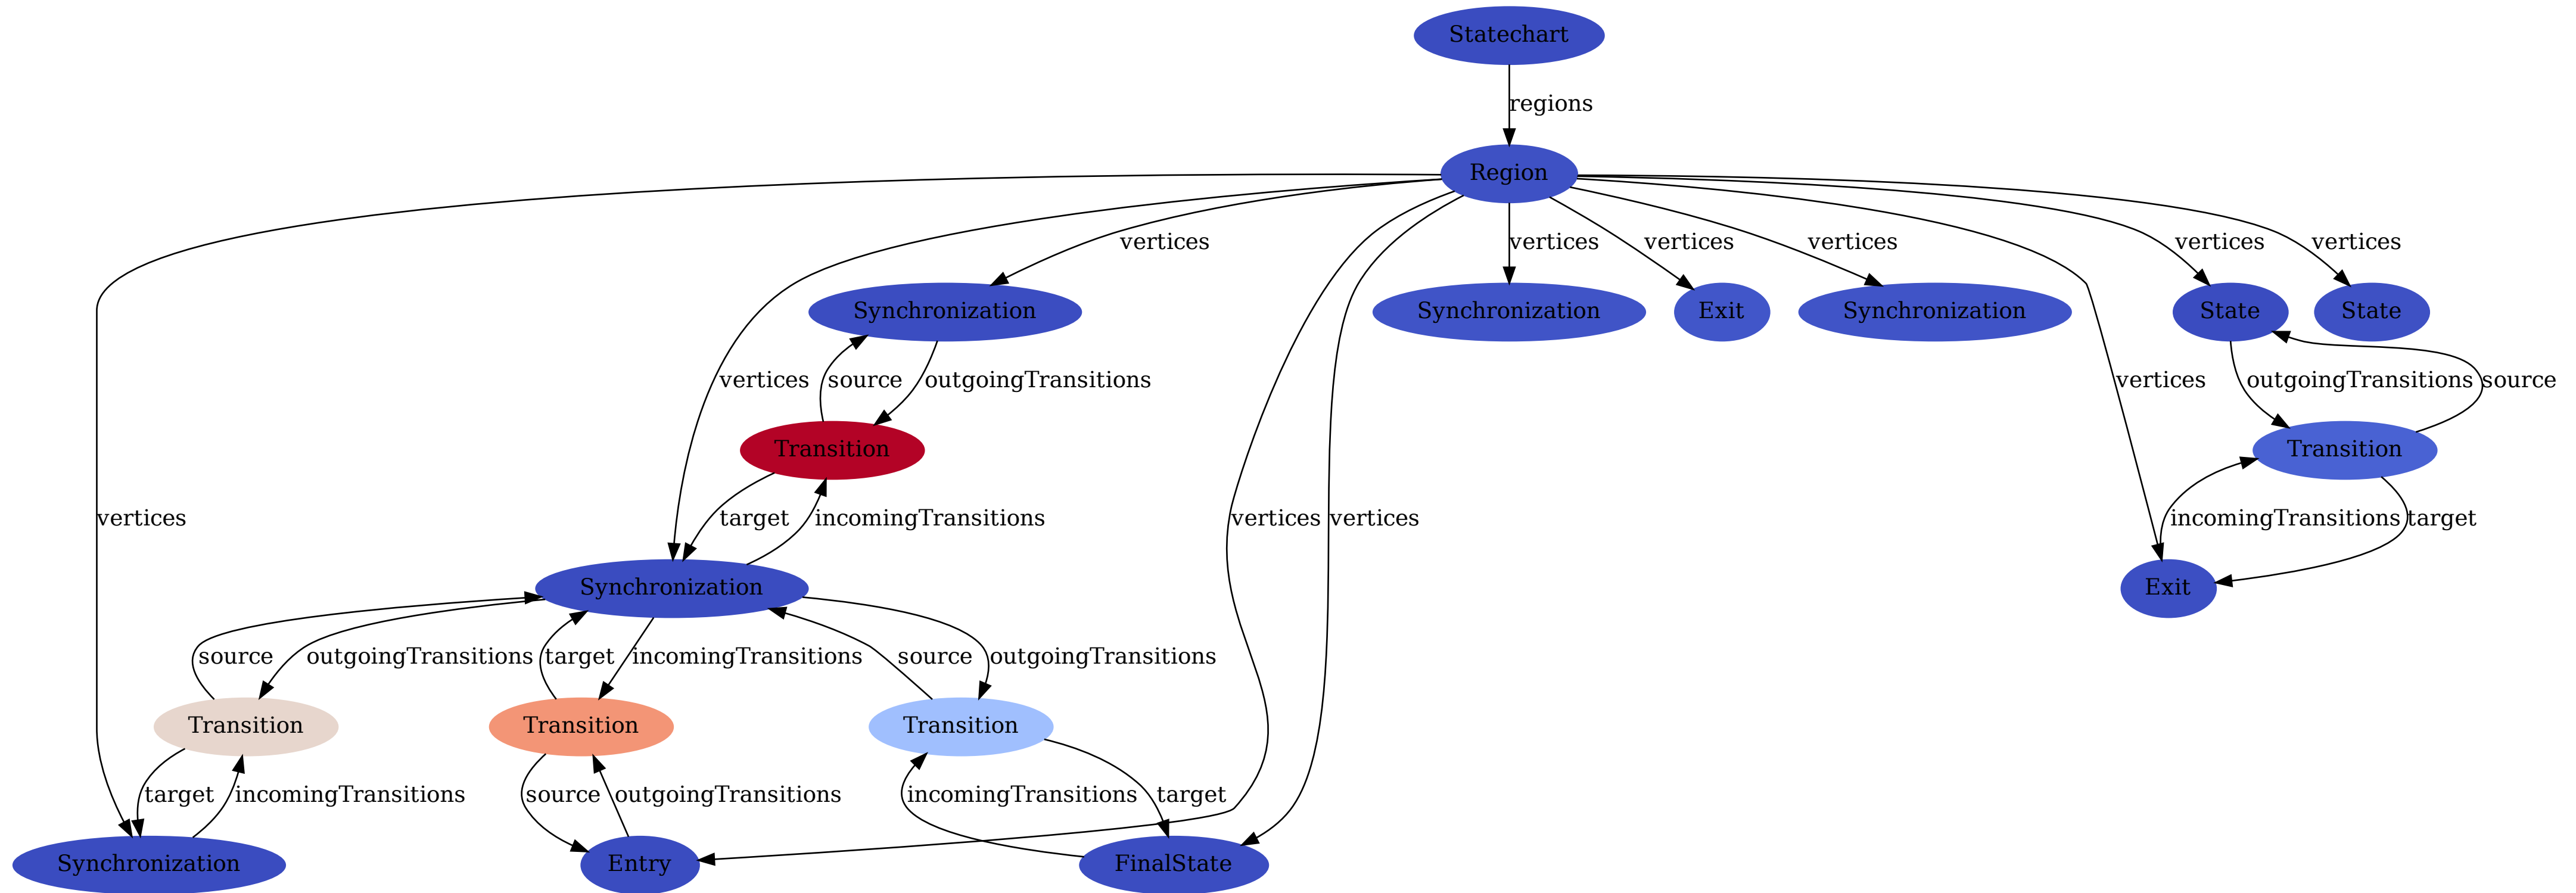 Statechart
regions
Region
vertices
vertices
vertices
vertices
vertices
vertices
Synchronization
Synchronization
Exit
Synchronization
State
State
vertices
source
outgoingTransitions
vertices
outgoingTransitions
source
Transition
Transition
vertices
target
incomingTransitions
vertices
vertices
incomingTransitions
target
Synchronization
Exit
source
outgoingTransitions
target
incomingTransitions
source
outgoingTransitions
Transition
Transition
Transition
target
incomingTransitions
source
outgoingTransitions
incomingTransitions
target
Synchronization
Entry
FinalState